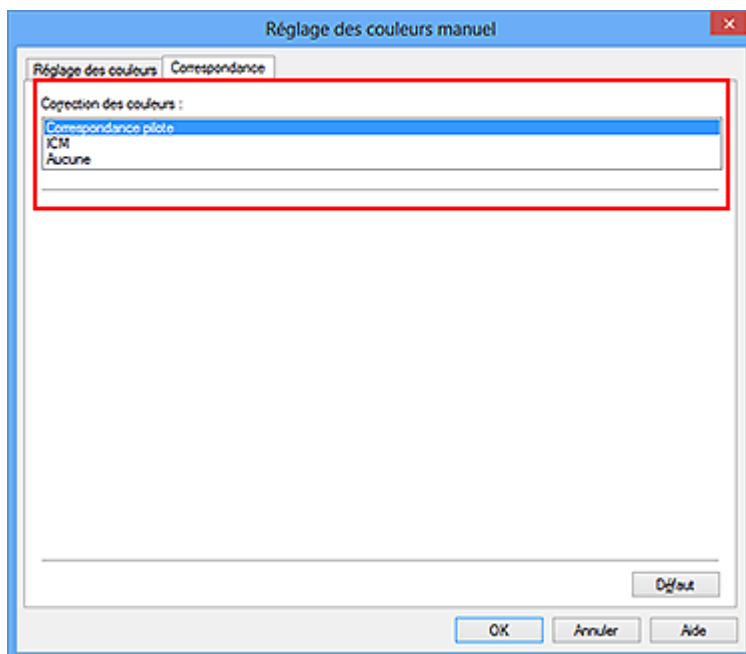 Réglage des couleurs manuel
Réglage des couleurs Correspondance
Correction des couleurs :
Correspondance pilote
ICM
Aucune
Défaut
OK Annuler Aide